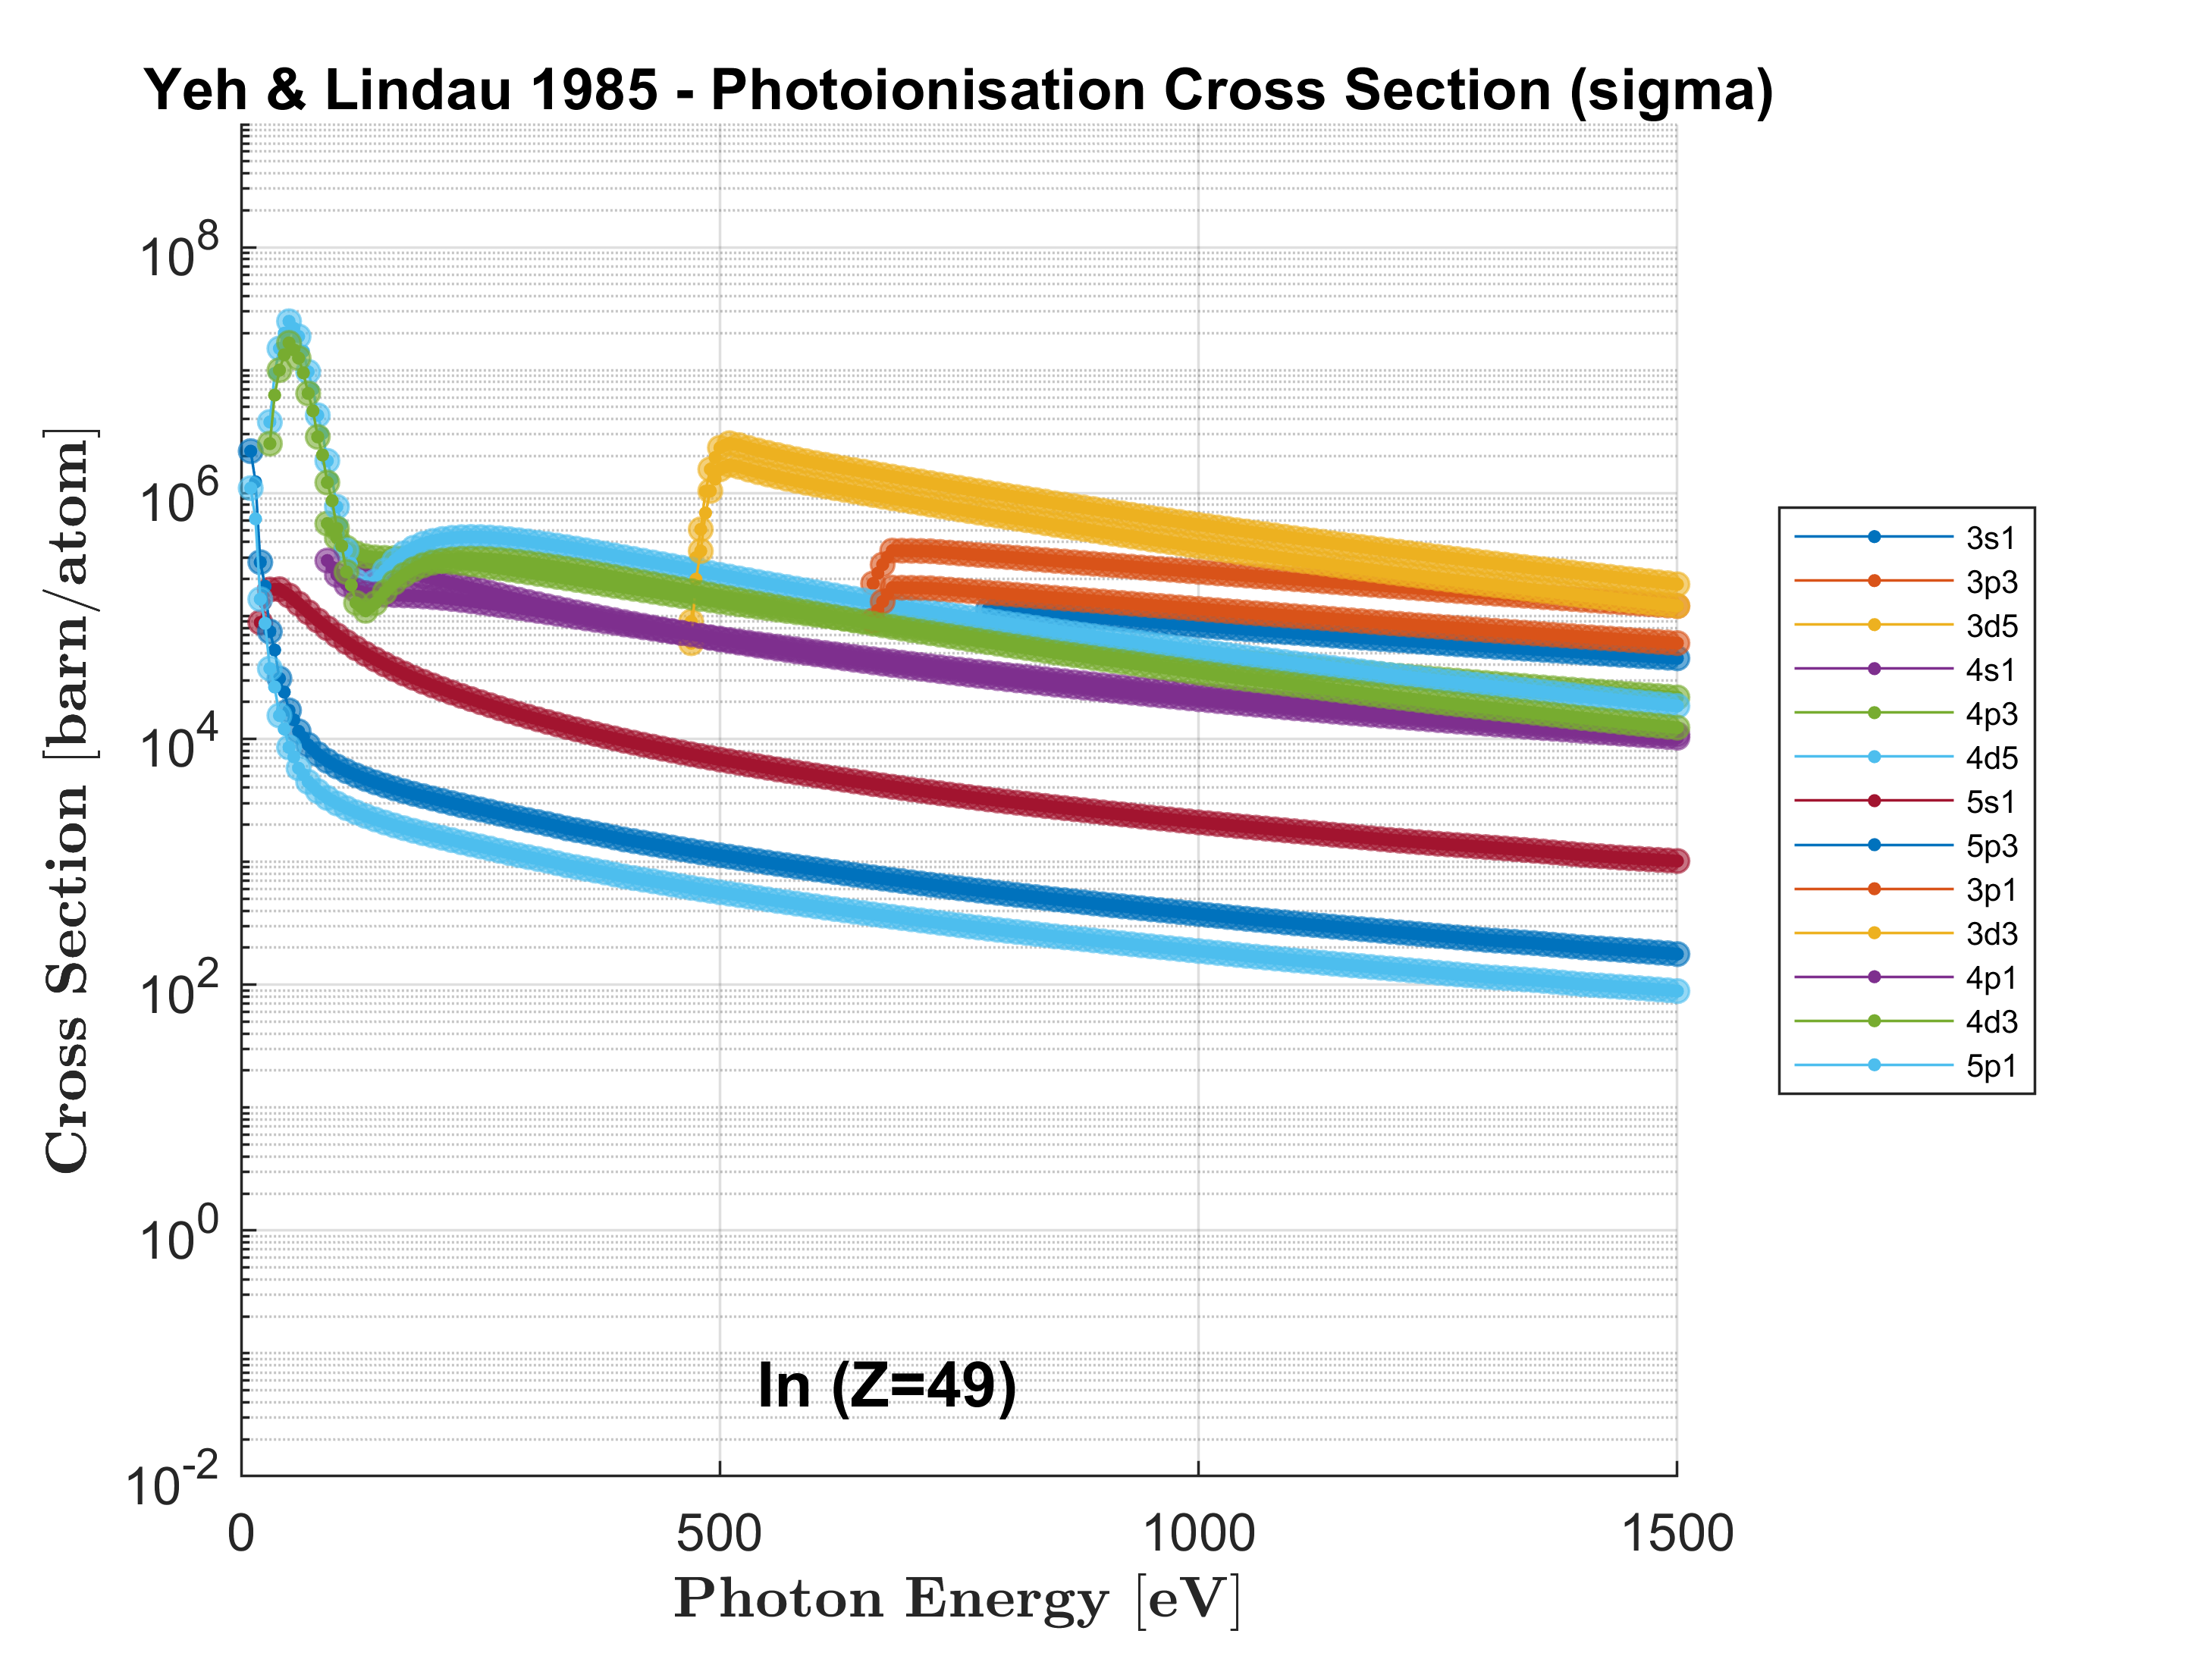 Yeh & Lindau 1985 - Photoionisation Cross Section (sigma)
Cross Section [barn/atom]
10^8
10^6
10^4
10^2
10^0
10^-2
In (Z=49)
0 500 1000 1500
Photon Energy [eV]
3s1
3p3
3d5
4s1
4p3
4d5
5s1
5p3
3p1
3d3
4p1
4d3
5p1